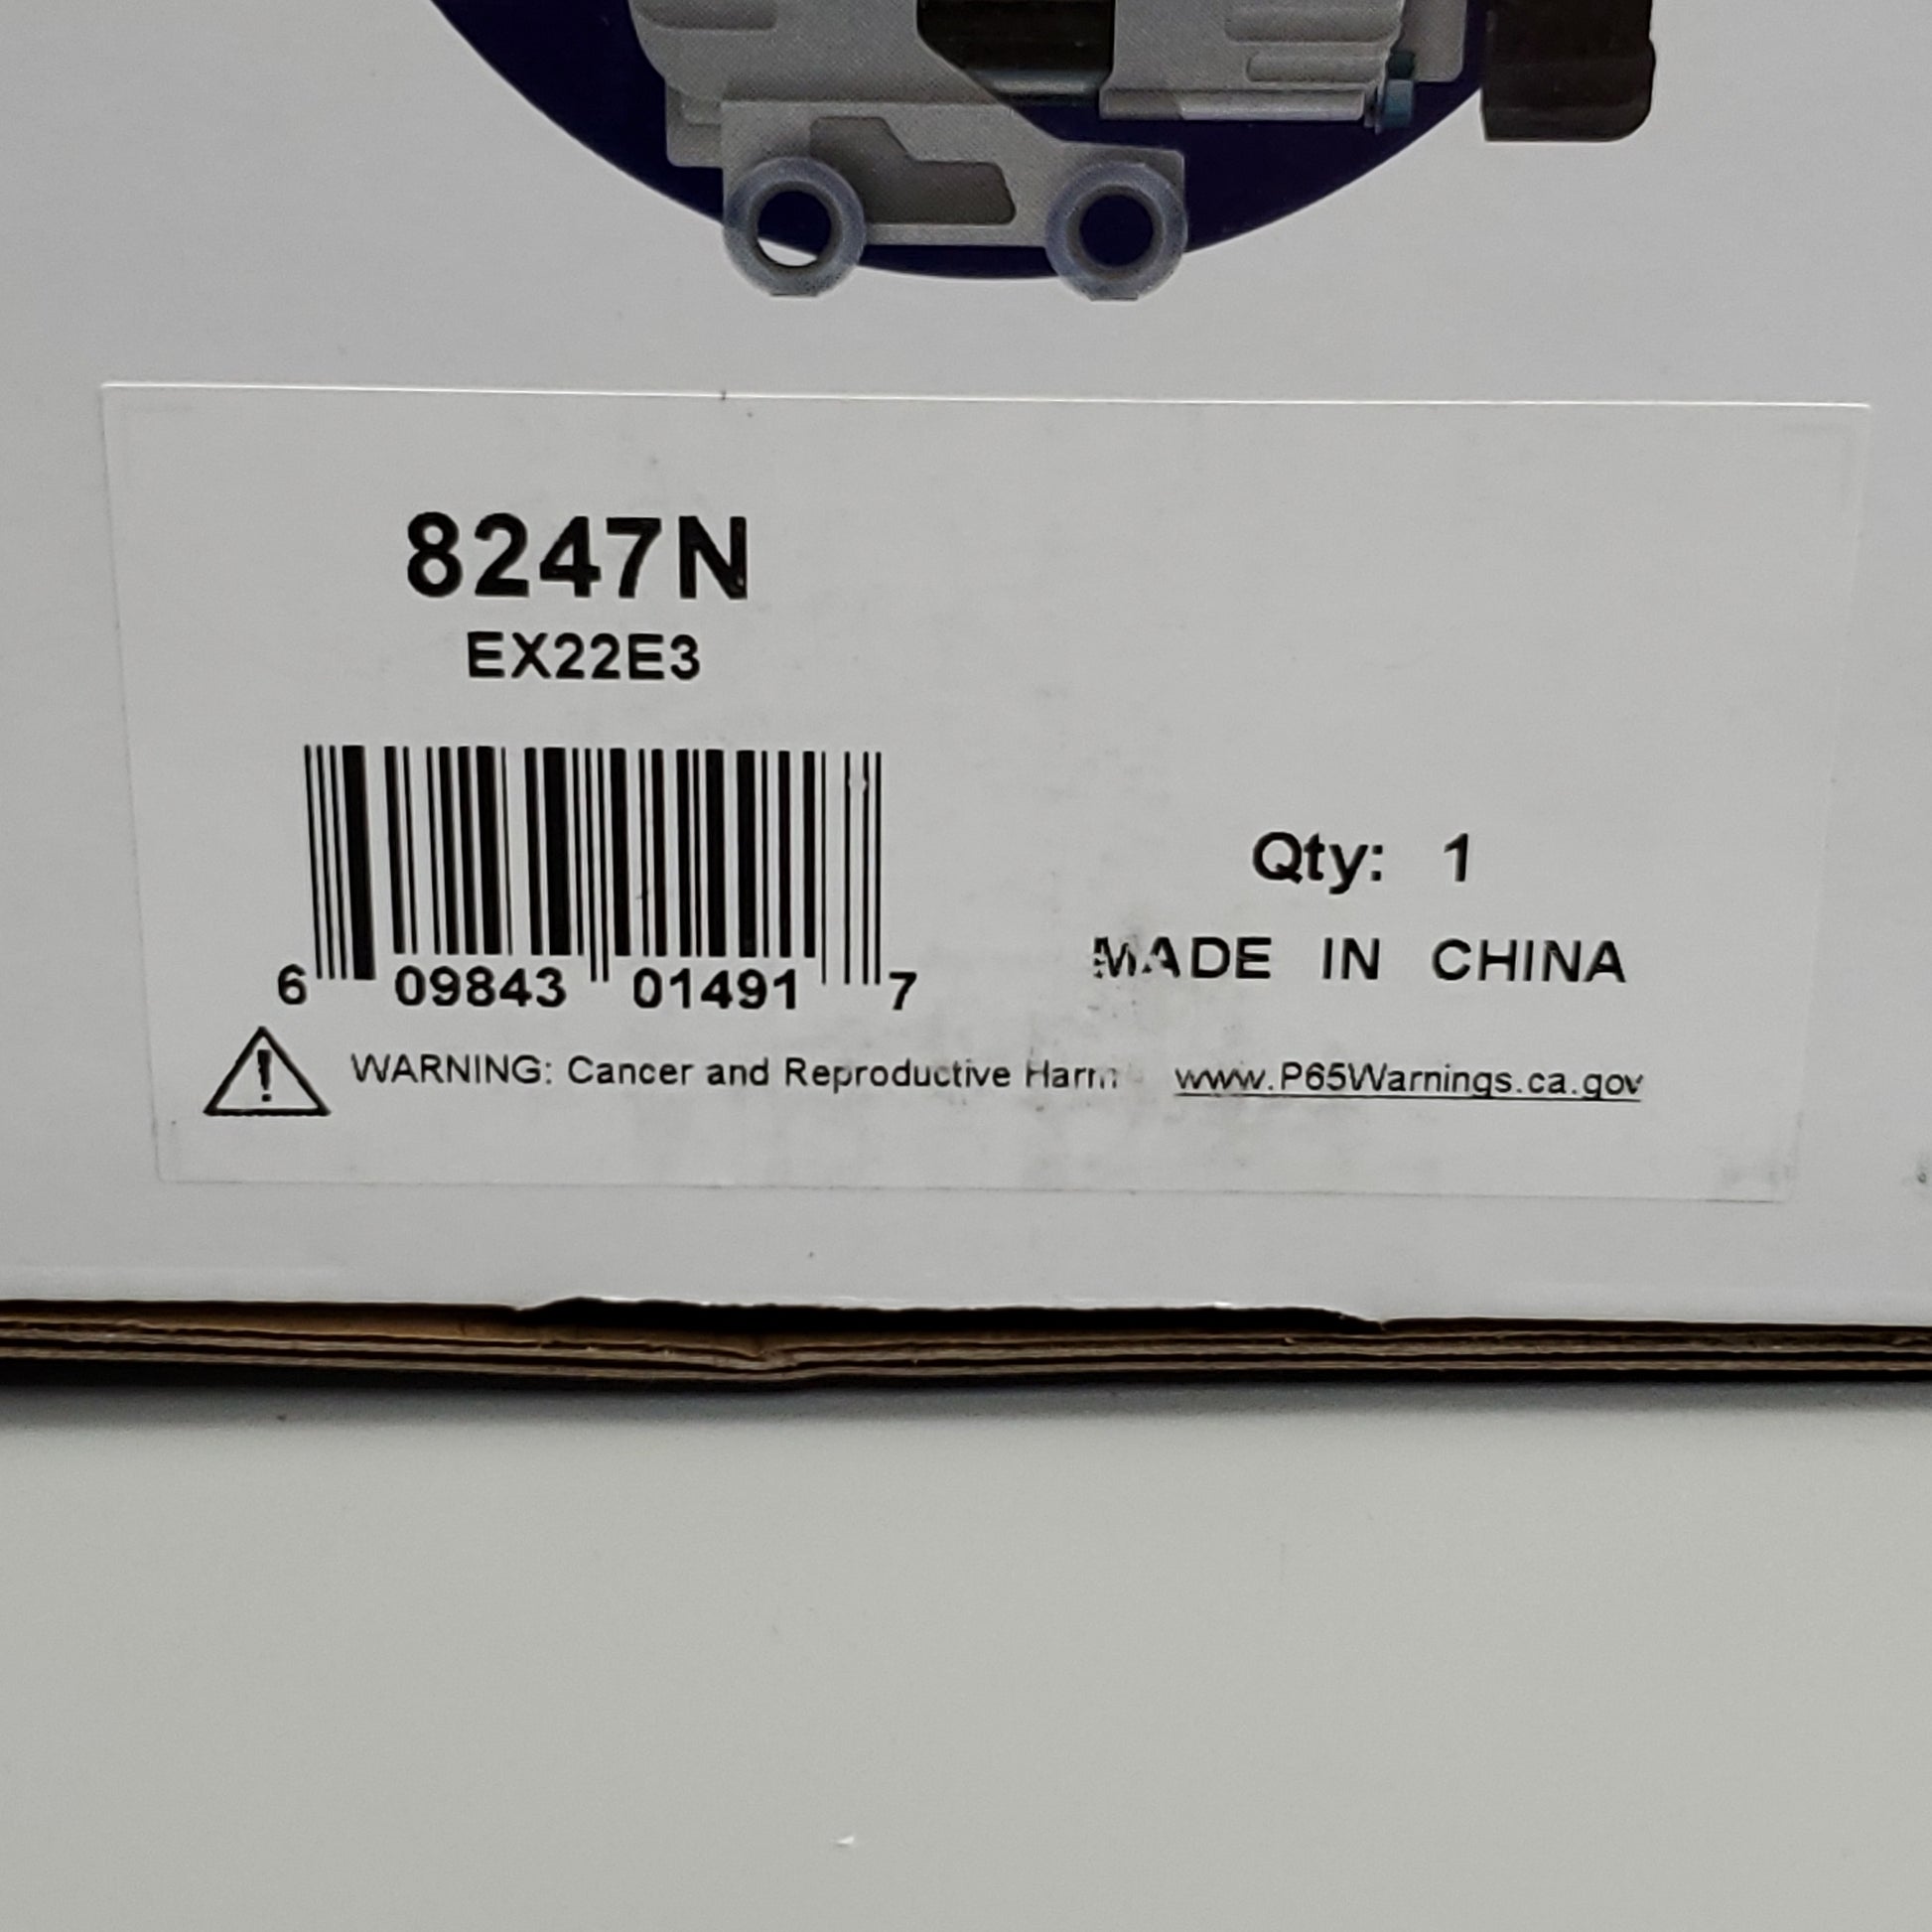 8247N
EX22E3
6 09843 01491 7
Qty: 1
MADE IN CHINA
WARNING: Cancer and Reproductive Harm www.P65Warnings.ca.gov